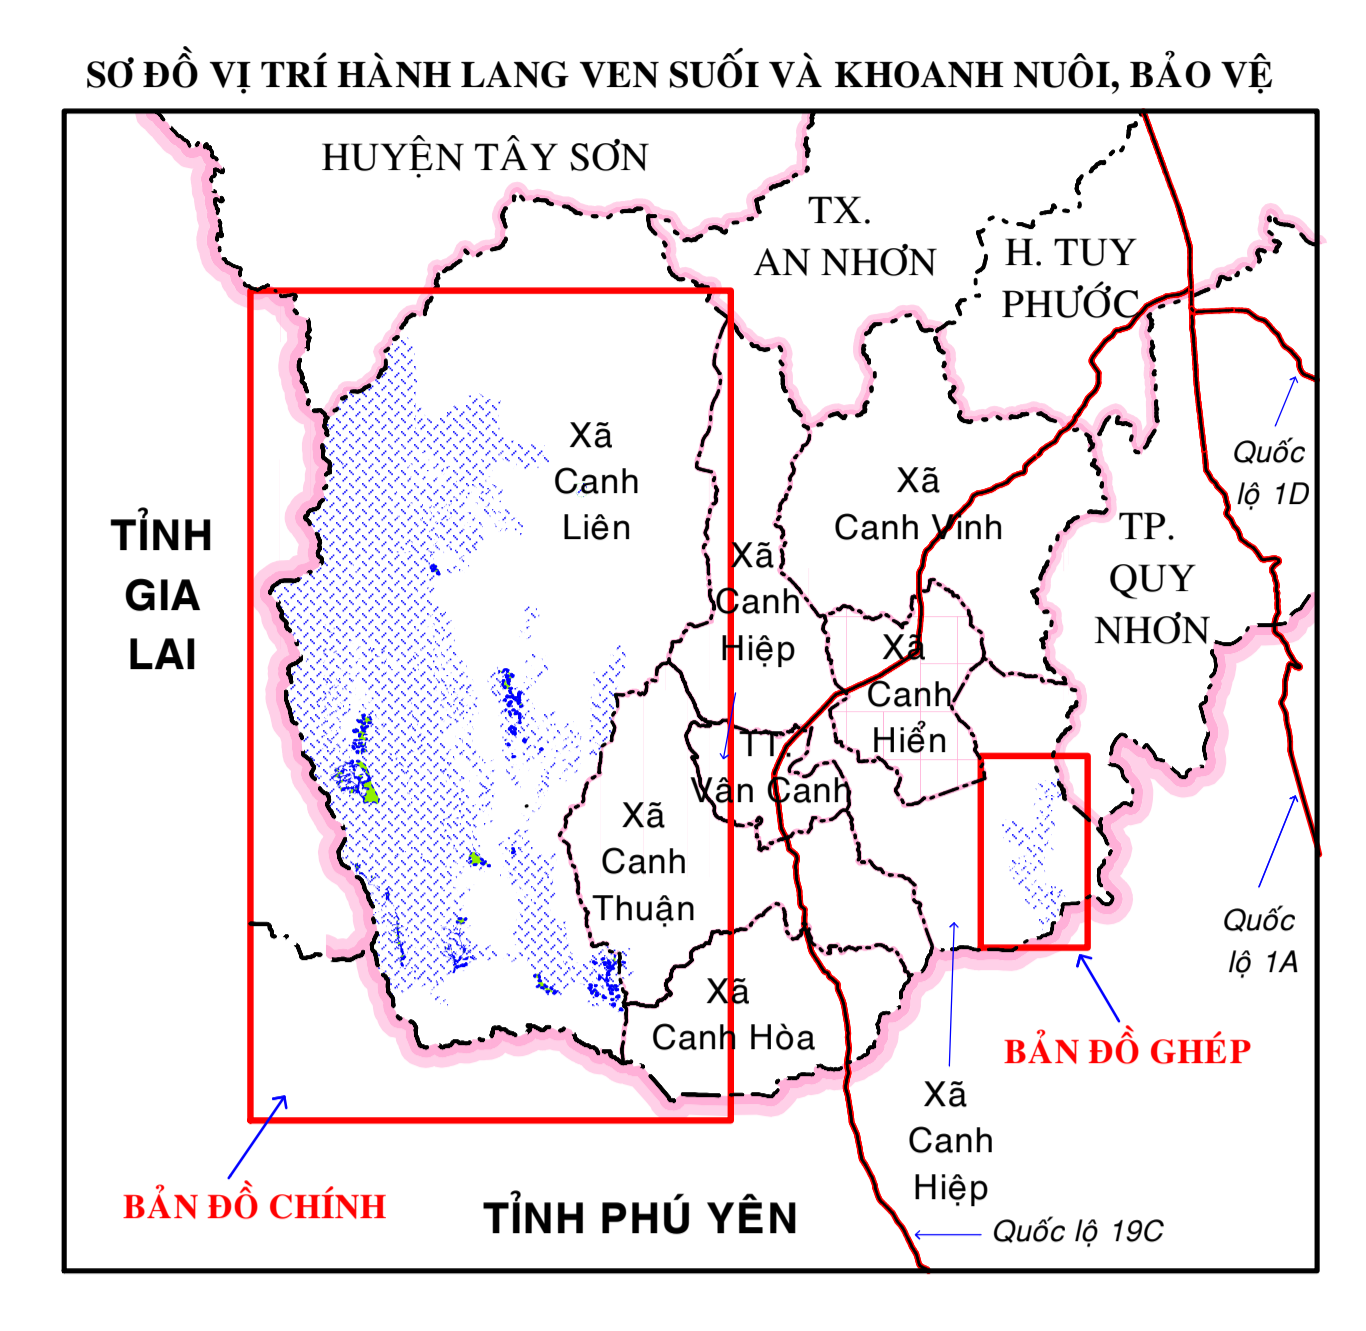 SƠ ĐỒ VỊ TRÍ HÀNH LANG VEN SUỐI VÀ KHOANH NUÔI, BẢO VỆ
HUYỆN TÂY SƠN
TX.
AN NHƠN
H. TUY
PHƯỚC
Xã
Canh
Liên
Xã
Canh Vinh
Quốc
lộ 1D
TỈNH
GIA
LAI
Xã
Canh
Hiệp
TP.
QUY
NHƠN
Xã
Canh
Hiển
TT.
Vân Canh
Xã
Canh
Thuận
Quốc
lộ 1A
Xã
Canh Hòa
BẢN ĐỒ GHÉP
Xã
Canh
Hiệp
BẢN ĐỒ CHÍNH
TỈNH PHÚ YÊN
Quốc lộ 19C